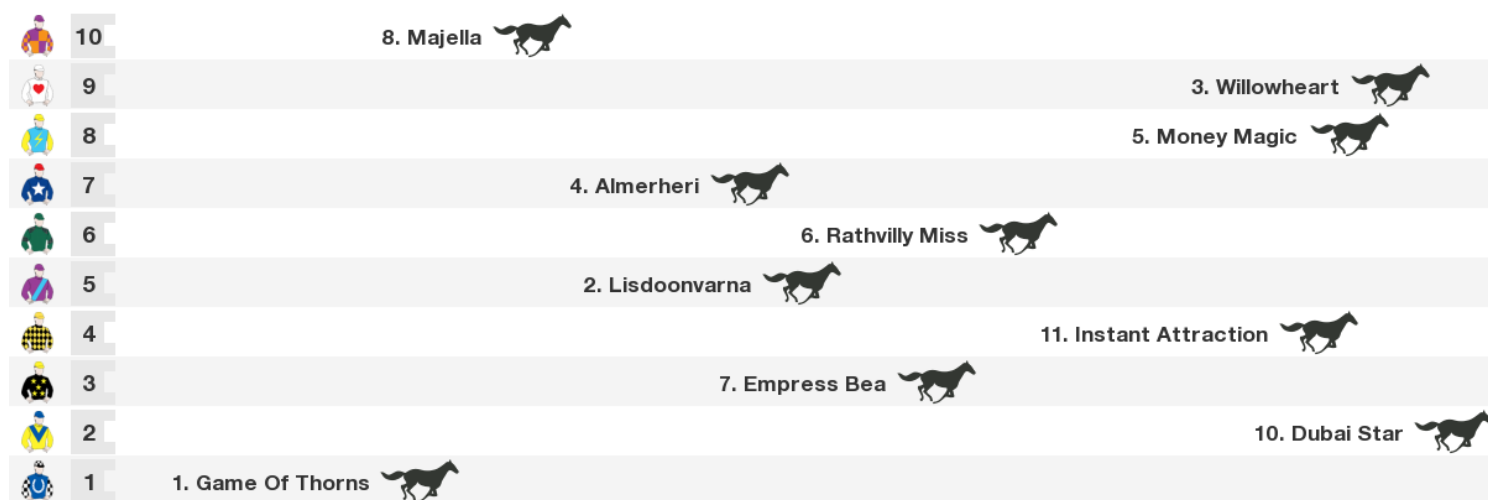 10 8. Majella
9 3. Willowheart
8 5. Money Magic
7 4. Almerheri
6 6. Rathvilly Miss
5 2. Lisdoonvarna
4 11. Instant Attraction
3 7. Empress Bea
2 10. Dubai Star
1 1. Game Of Thorns